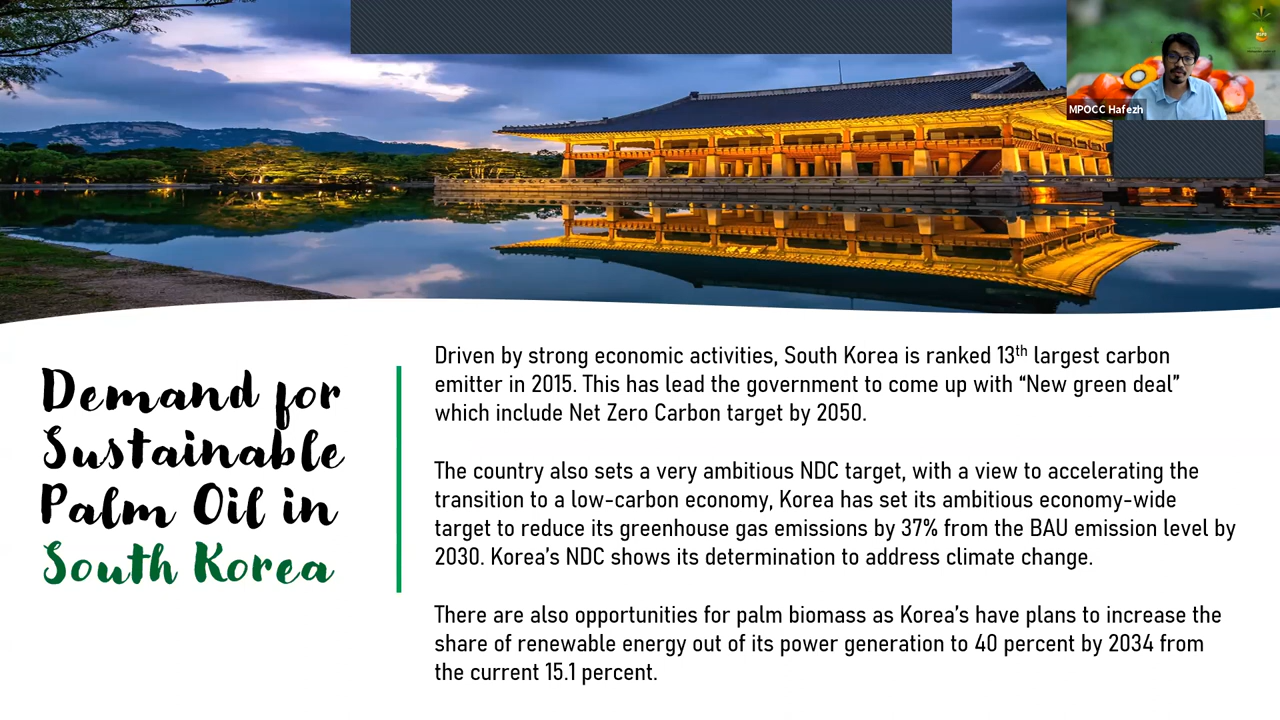 MPOCC Hafezh
Demand for
Sustainable
Palm Oil in
South Korea
Driven by strong economic activities, South Korea is ranked 13th largest carbon
emitter in 2015. This has lead the government to come up with “New green deal”
which include Net Zero Carbon target by 2050.
The country also sets a very ambitious NDC target, with a view to accelerating the
transition to a low-carbon economy, Korea has set its ambitious economy-wide
target to reduce its greenhouse gas emissions by 37% from the BAU emission level by
2030. Korea’s NDC shows its determination to address climate change.
There are also opportunities for palm biomass as Korea’s have plans to increase the
share of renewable energy out of its power generation to 40 percent by 2034 from
the current 15.1 percent.